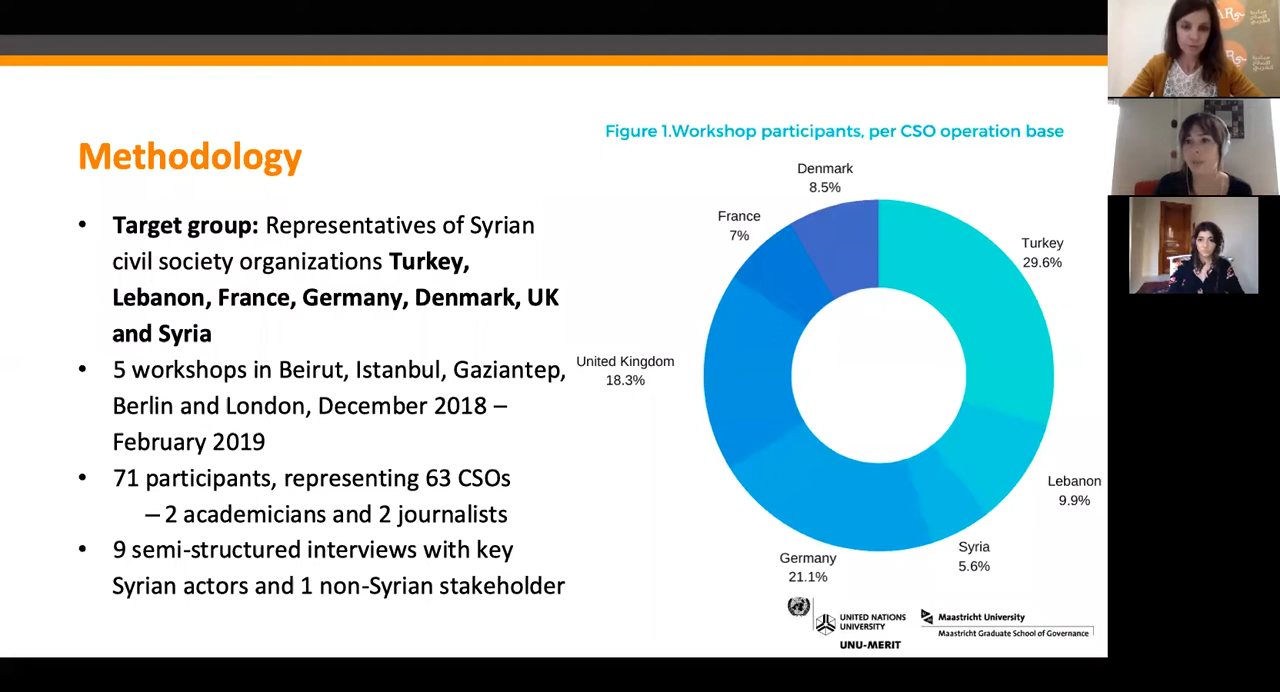 Methodology
• Target group: Representatives of Syrian
civil society organizations Turkey,
Lebanon, France, Germany, Denmark, UK
and Syria
• 5 workshops in Beirut, Istanbul, Gaziantep,
Berlin and London, December 2018 –
February 2019
• 71 participants, representing 63 CSOs
– 2 academicians and 2 journalists
• 9 semi-structured interviews with key
Syrian actors and 1 non-Syrian stakeholder
Figure 1.Workshop participants, per CSO operation base
Denmark
8.5%
France
7%
Turkey
29.6%
United Kingdom
18.3%
Lebanon
9.9%
Syria
5.6%
Germany
21.1%
UNITED NATIONS
UNIVERSITY
UNU-MERIT
Maastricht University
Maastricht Graduate School of Governance